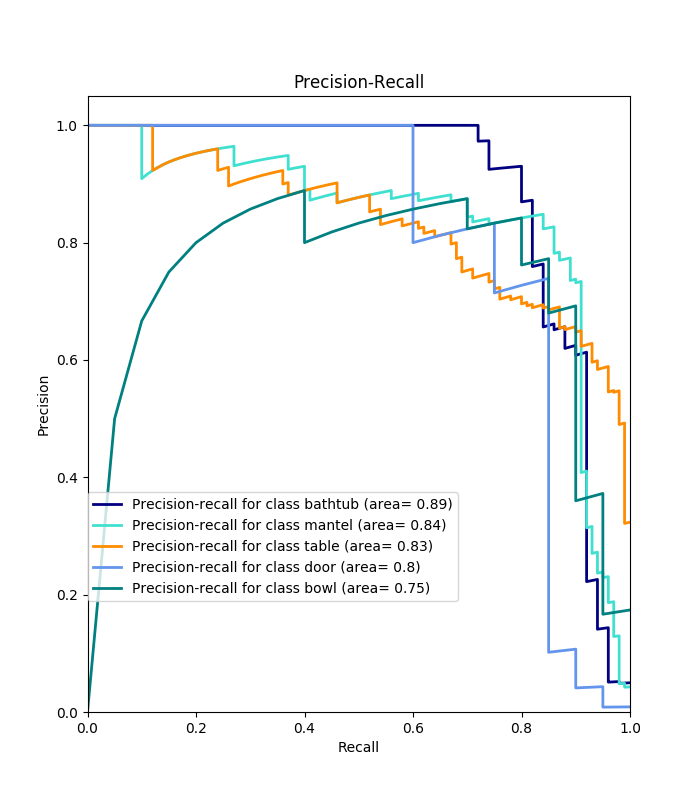 Precision-Recall
1.0
0.8
0.6
0.4
0.2
0.0
Precision
Precision-recall for class bathtub (area= 0.89)
Precision-recall for class mantel (area= 0.84)
Precision-recall for class table (area= 0.83)
Precision-recall for class door (area= 0.8)
Precision-recall for class bowl (area= 0.75)
0.0 0.2 0.4 0.6 0.8 1.0
Recall